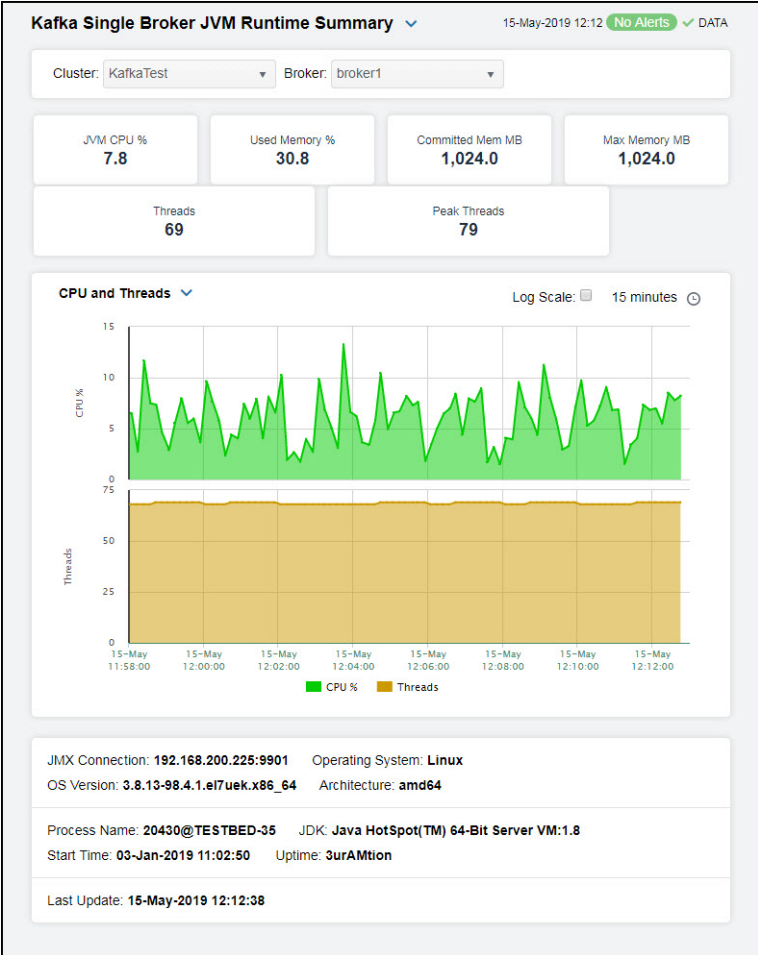 Kafka Single Broker JVM Runtime Summary 15-May-2019 12:12 No Alerts DATA
Cluster: KafkaTest Broker: broker1
JVM CPU % Used Memory % Committed Mem MB Max Memory MB
7.8 30.8 1,024.0 1,024.0
Threads Peak Threads
69 79
CPU and Threads Log Scale: 15 minutes
15
10
5
0
CPU %
75
50
25
0
Threads
15-May 15-May 15-May 15-May 15-May 15-May 15-May 15-May
11:58:00 12:00:00 12:02:00 12:04:00 12:06:00 12:08:00 12:10:00 12:12:00
CPU % Threads
JMX Connection: 192.168.200.225:9901 Operating System: Linux
OS Version: 3.8.13-98.4.1.el7uek.x86_64 Architecture: amd64
Process Name: 20430@TESTBED-35 JDK: Java HotSpot(TM) 64-Bit Server VM:1.8
Start Time: 03-Jan-2019 11:02:50 Uptime: 3urAMtion
Last Update: 15-May-2019 12:12:38